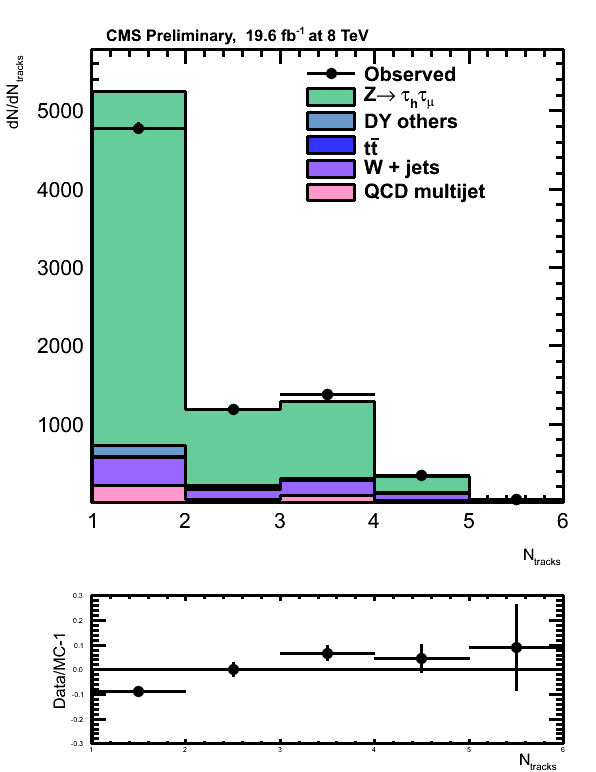 CMS Preliminary, 19.6 fb⁻¹ at 8 TeV
dN/dN_tracks
Observed
Z→ τ_hτ_μ
DY others
tt̄
W + jets
QCD multijet
5000
4000
3000
2000
1000
1 2 3 4 5 6
N_tracks
Data/MC-1
0.3
0.2
0.1
0.0
-0.1
-0.2
-0.3
1 2 3 4 5 6
N_tracks